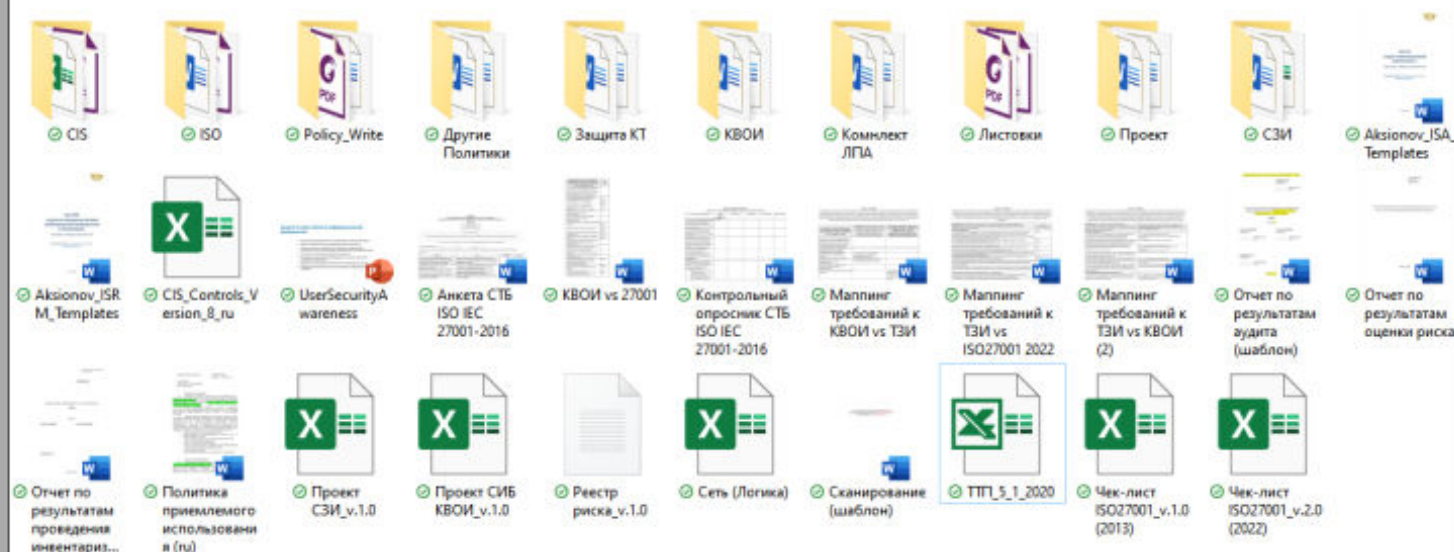 CIS
ISO
Policy_Write
Другие
Политики
Защита КТ
КВОИ
Комплект
ЛПА
Листовки
Проект
СЗИ
Aksionov_ISA_
Templates
Aksionov_ISR
M_Templates
CIS_Controls_V
ersion_8_ru
UserSecurityA
wareness
Анкета СТБ
ISO IEC
27001-2016
КВОИ vs 27001
Контрольный
опросник СТБ
ISO IEC
27001-2016
Маппинг
требований к
КВОИ vs ТЗИ
Маппинг
требований к
ТЗИ vs
ISO27001 2022
Маппинг
требований к
ТЗИ vs КВОИ
(2)
Отчет по
результатам
аудита
(шаблон)
Отчет по
результатам
оценки риска
Отчет по
результатам
проведения
инвентариз...
Политика
приемлемого
использовани
я (ru)
Проект
СЗИ_v.1.0
Проект СИБ
КВОИ_v.1.0
Реестр
риска_v.1.0
Сеть (Логика)
Сканирование
(шаблон)
ТТП_5_1_2020
Чек-лист
ISO27001_v.1.0
(2013)
Чек-лист
ISO27001_v.2.0
(2022)